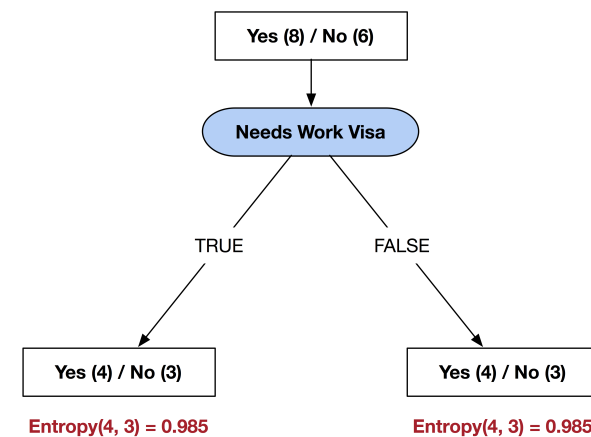 Yes (8) / No (6)
Needs Work Visa
TRUE
FALSE
Yes (4) / No (3)
Yes (4) / No (3)
Entropy(4, 3) = 0.985
Entropy(4, 3) = 0.985